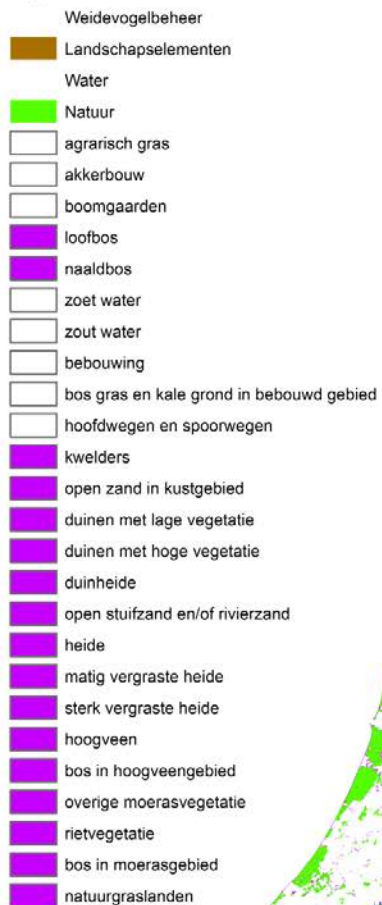 Weidevogelbeheer
Landschapselementen
Water
Natuur
agrarisch gras
akkerbouw
boomgaarden
loofbos
naaldbos
zoet water
zout water
bebouwing
bos gras en kale grond in bebouwd gebied
hoofdwegen en spoorwegen
kwelders
open zand in kustgebied
duinen met lage vegetatie
duinen met hoge vegetatie
duinheide
open stuifzand en/of rivierzand
heide
matig vergraste heide
sterk vergraste heide
hoogveen
bos in hoogveengebied
overige moerasvegetatie
rietvegetatie
bos in moerasgebied
natuurgraslanden